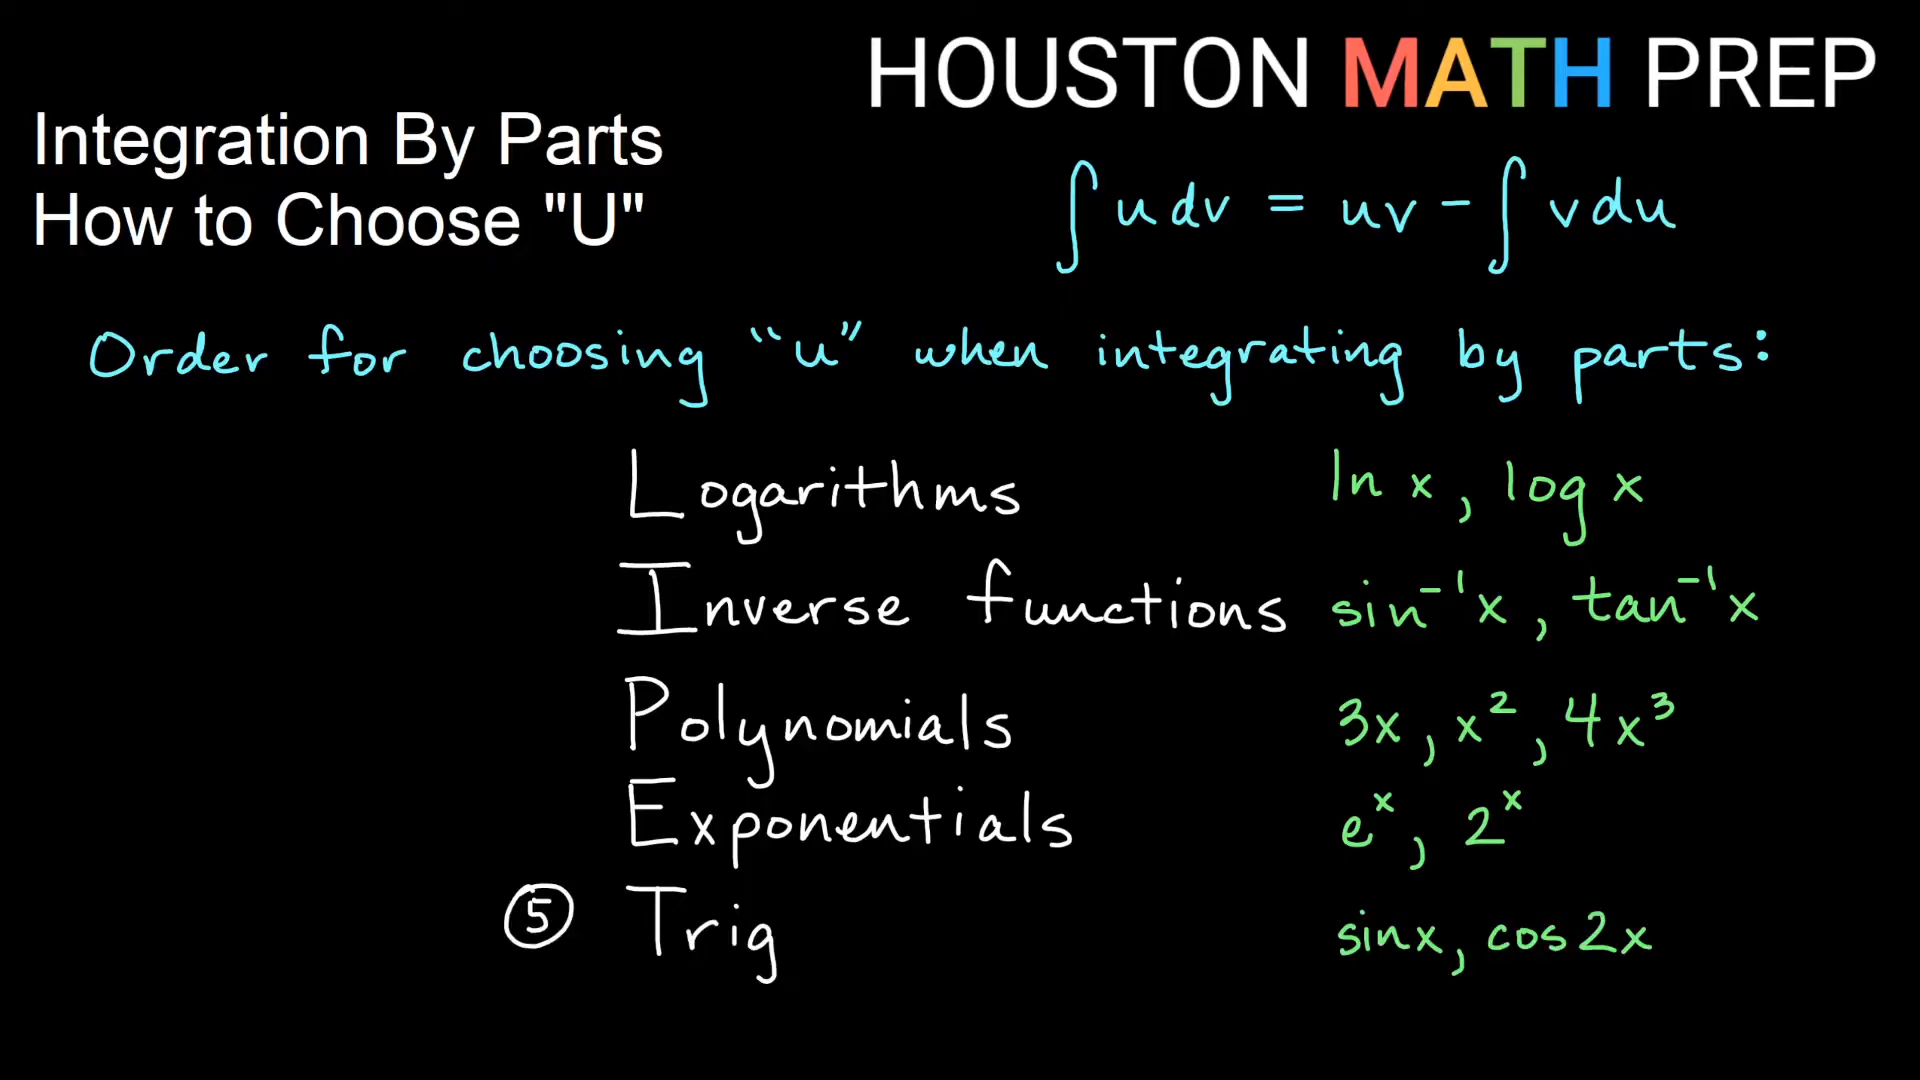 HOUSTON MATH PREP
Integration By Parts
How to Choose "U"
∫ u dv = uv - ∫ v du
Order for choosing "u" when integrating by parts:
Logarithms ln x, log x
Inverse functions sin⁻¹x, tan⁻¹x
Polynomials 3x, x², 4x³
Exponentials eˣ, 2ˣ
⑤ Trig sinx, cos2x